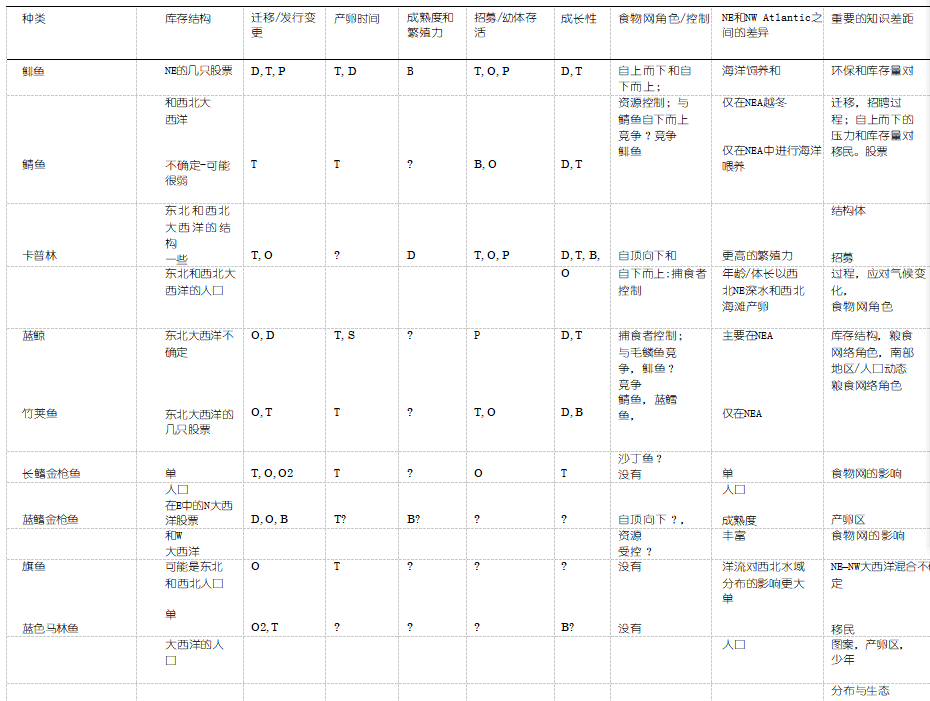 种类 库存结构 迁移/发行变更 产卵时间 成熟度和繁殖力 招募/幼体存活 成长性 食物网角色/控制 NE和NW Atlantic之间的差异 重要的知识差距
鲱鱼 NE的几只股票 D, T, P T, D B T, O, P D, T 自上而下和自下而上； 海洋饲养和 环保和库存量对
和西北大西洋 资源控制；与鲭鱼自下而上竞争？竞争鲱鱼 仅在NEA越冬 迁移，招聘过程；自上而下的压力和库存量对移民。股票
仅在NEA中进行海洋喂养
鲭鱼 不确定-可能很弱 T T ? B, O D, T
东北和西北大西洋的结构 结构体
卡普林 一些 T, O ? D T, O, P D, T, B, 自顶向下和 更高的繁殖力 招募
东北和西北大西洋的人口 O 自下而上:捕食者控制 年龄/体长以西北NE深水和西北海滩产卵 过程，应对气候变化，食物网角色
蓝鲸 东北大西洋不确定 O, D T, S ? P D, T 捕食者控制；与毛鳞鱼竞争，鲱鱼？竞争 主要在NEA 库存结构，粮食网络角色，南部地区/人口动态粮食网络角色
鲭鱼，蓝鳕鱼，
竹荚鱼 东北大西洋的几只股票 O, T T ? T, O D, B 仅在NEA
沙丁鱼？
长鳍金枪鱼 单 T, O, O2 T ? O T 没有 单 食物网的影响
人口 人口
在E中的N大西洋股票
蓝鳍金枪鱼 D, O, B T? B? ? ? 自顶向下？， 成熟度 产卵区
和W 资源 丰富 食物网的影响
大西洋 受控？
旗鱼 可能是东北和西北人口 O T ? ? ? 没有 洋流对西北水域分布的影响更大 NE–NW大西洋混合不确定
单 单
蓝色马林鱼 O2, T ? ? ? B? 没有 移民
大西洋的人口 人口 图案，产卵区，少年
分布与生态